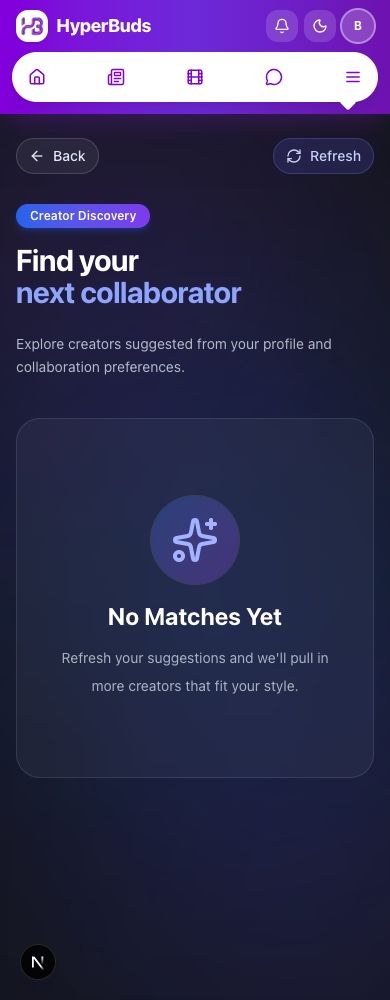 HyperBuds
B
Back
Refresh
Creator Discovery
Find your
next collaborator
Explore creators suggested from your profile and
collaboration preferences.
No Matches Yet
Refresh your suggestions and we'll pull in
more creators that fit your style.
N